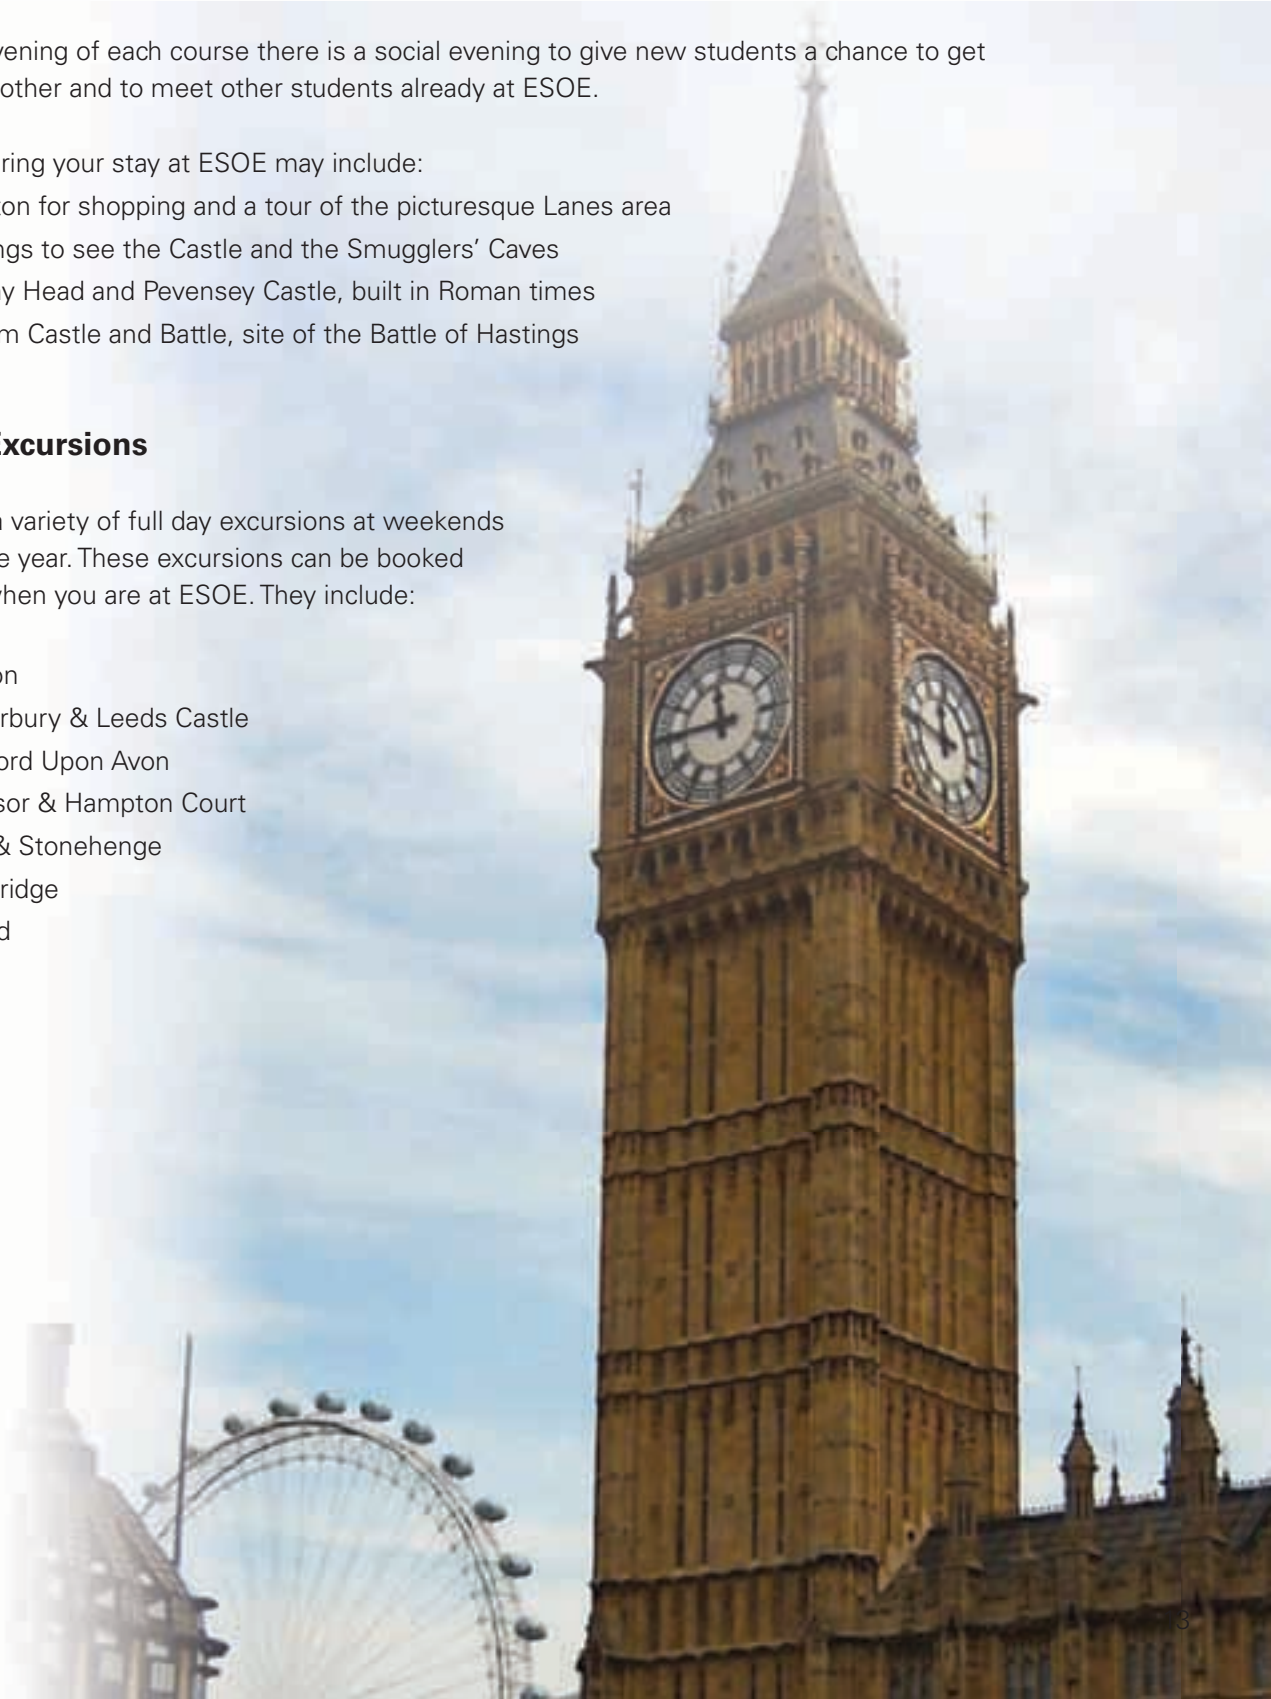 vening of each course there is a social evening to give new students a chance to get
other and to meet other students already at ESOE.
ring your stay at ESOE may include:
ton for shopping and a tour of the picturesque Lanes area
ngs to see the Castle and the Smugglers’ Caves
y Head and Pevensey Castle, built in Roman times
m Castle and Battle, site of the Battle of Hastings
Excursions
variety of full day excursions at weekends
e year. These excursions can be booked
when you are at ESOE. They include:
on
rbury & Leeds Castle
ord Upon Avon
sor & Hampton Court
& Stonehenge
ridge
d
3